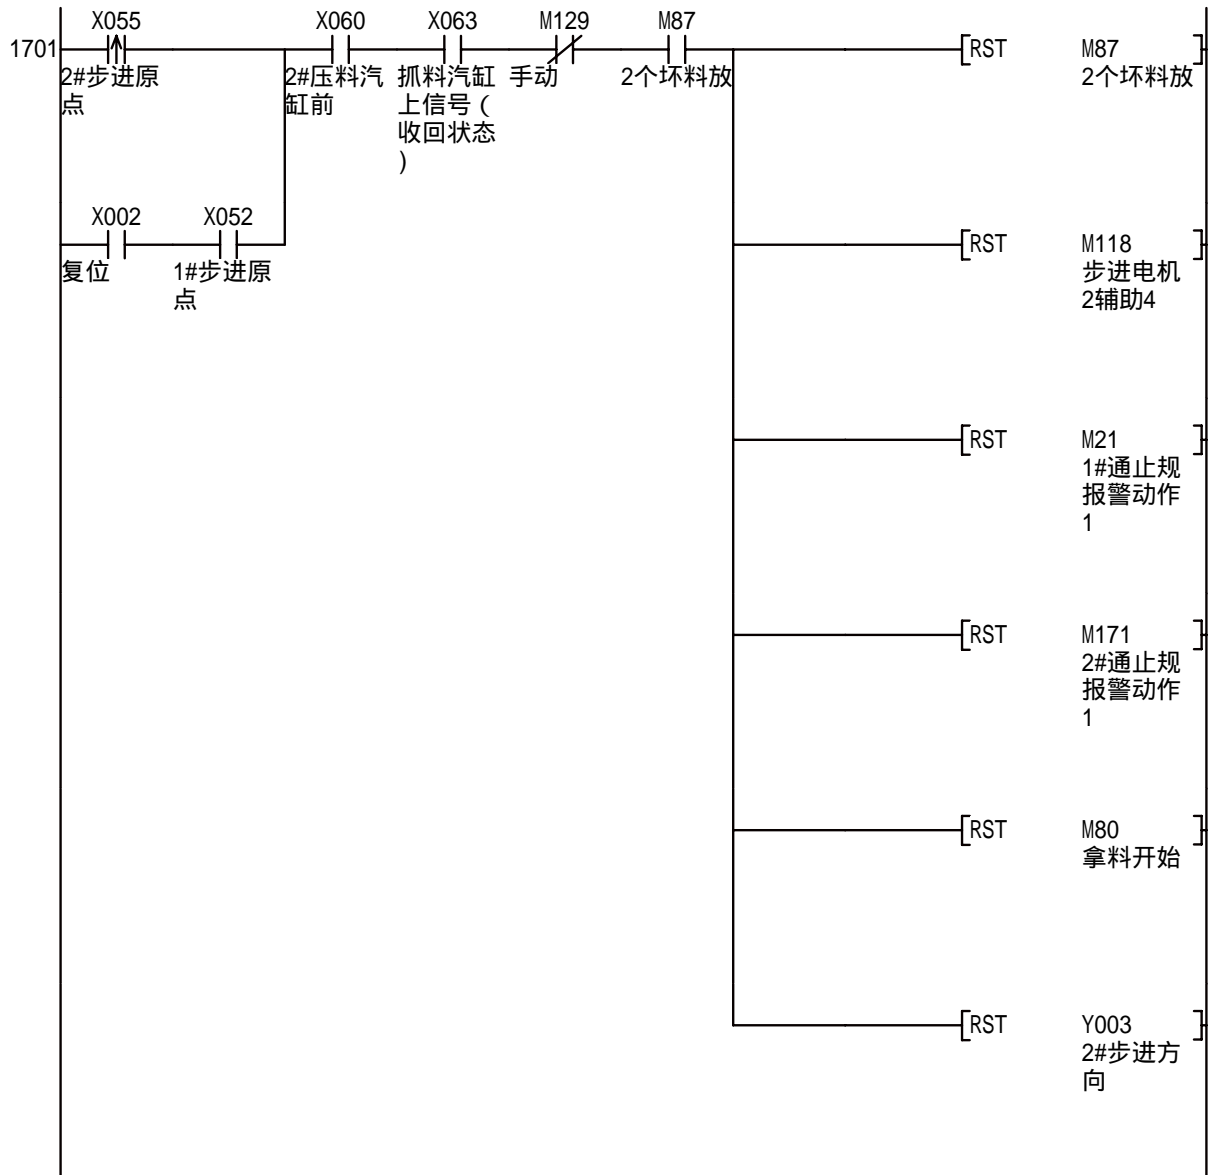 X055 X060 X063 M129 M87
1701 [RST M87 ]
2#步进原 2#压料汽 抓料汽缸 手动 2个坏料放 2个坏料放
点 缸前 上信号（
收回状态
）
X002 X052
[RST M118 ]
复位 1#步进原 步进电机
点 2辅助4
[RST M21 ]
1#通止规
报警动作
1
[RST M171 ]
2#通止规
报警动作
1
[RST M80 ]
拿料开始
[RST Y003 ]
2#步进方
向